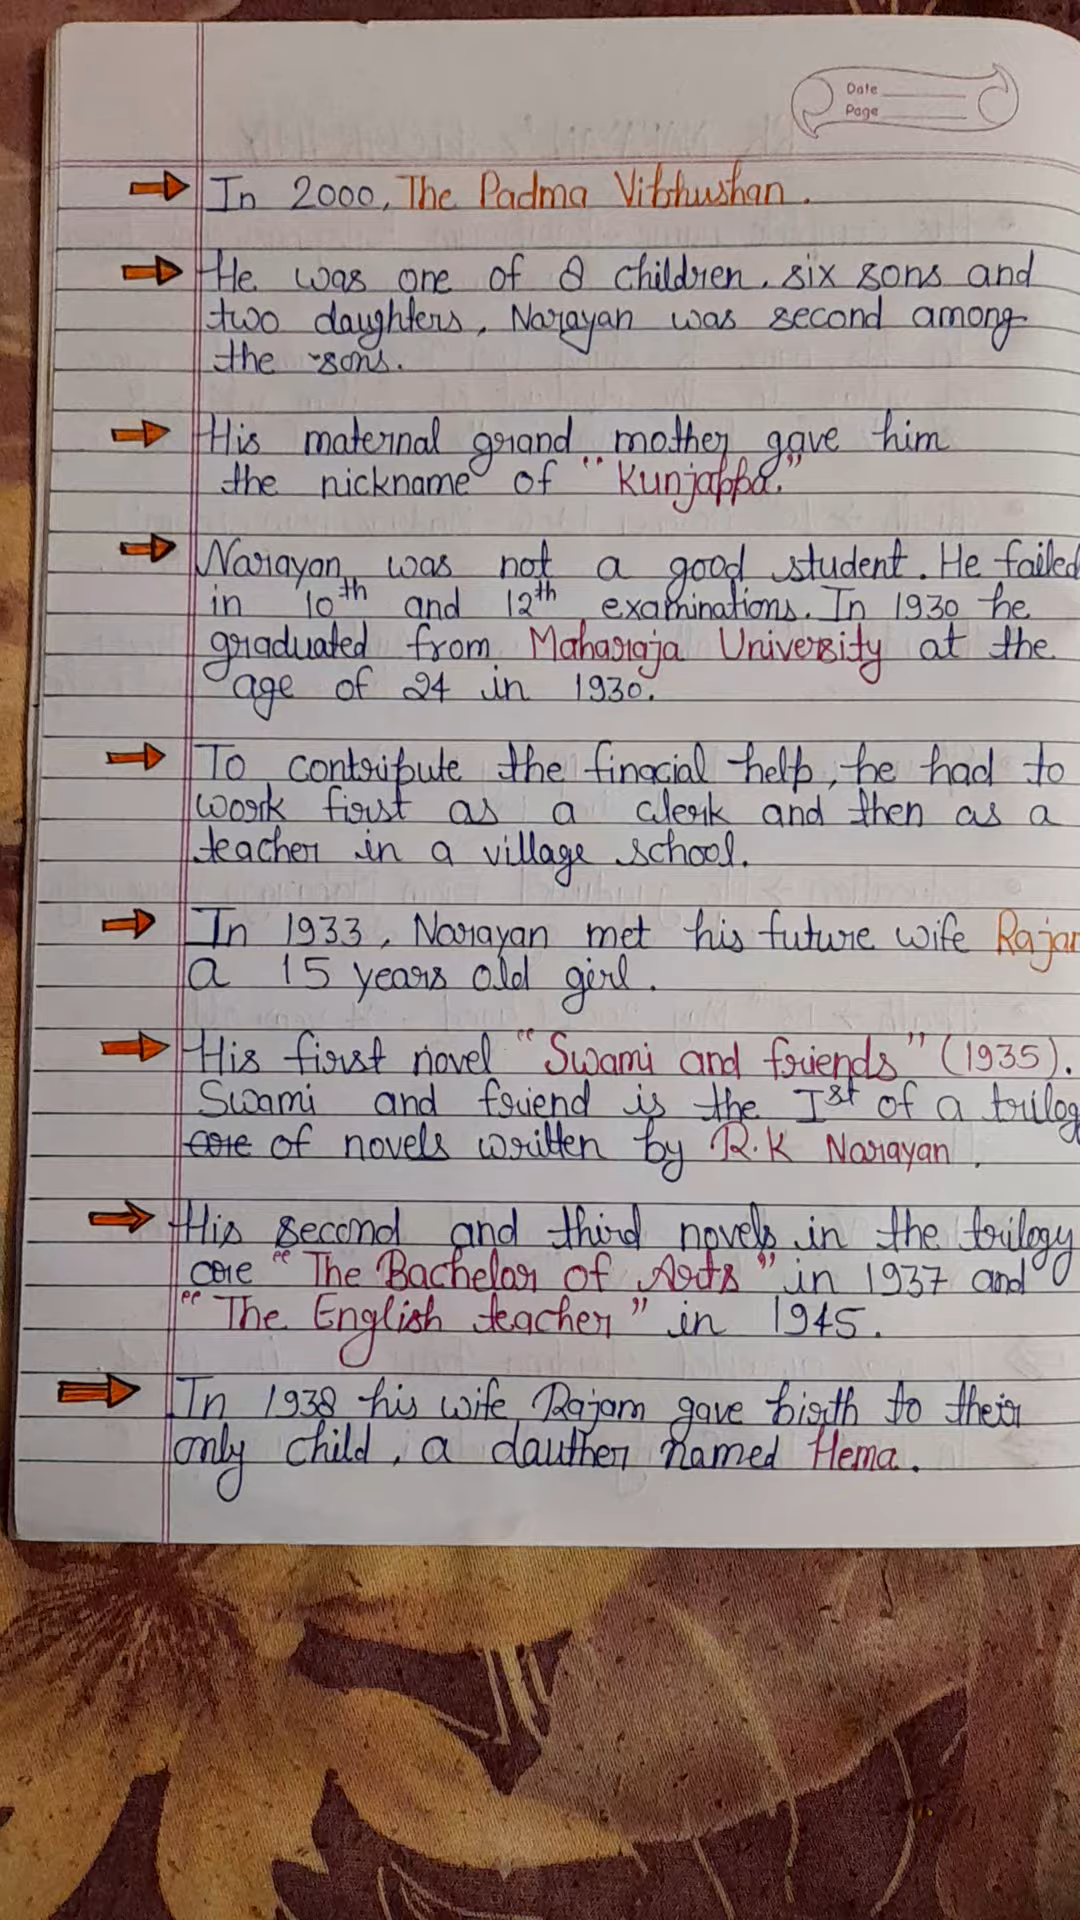 Date
Page
In 2000, The Padma Vibhushan.
He was one of 8 children, six sons and
two daughters, Narayan was second among
the sons.
His maternal grand mother gave him
the nickname of "Kunjappa."
Narayan was not a good student. He failed
in 10th and 12th examinations. In 1930 he
graduated from Maharaja University at the
age of 24 in 1930.
To contribute the finacial help, he had to
work first as a clerk and then as a
teacher in a village school.
In 1933, Narayan met his future wife Rajam
a 15 years old girl.
His first novel "Swami and friends" (1935).
Swami and friend is the Ist of a trilog
of novels written by R.K Narayan.
His second and third novels in the trilogy
are "The Bachelor of Arts" in 1937 and
"The English teacher" in 1945.
In 1938 his wife Rajam gave birth to their
only child, a dauther named Hema.